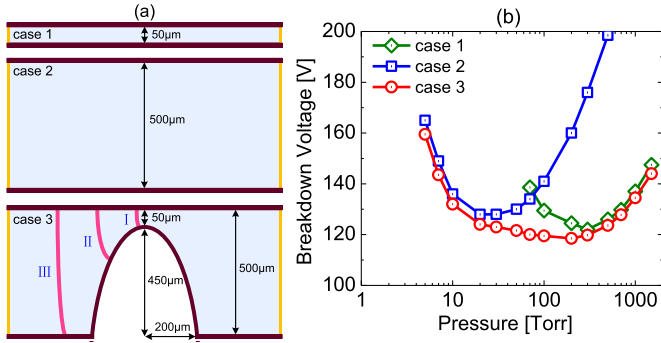 (a)
case 1
50μm
case 2
500μm
case 3
I
50μm
II
III
500μm
450μm
200μm
(b)
Breakdown Voltage [V]
200
180
160
140
120
100
case 1
case 2
case 3
1
10
100
1000
Pressure [Torr]